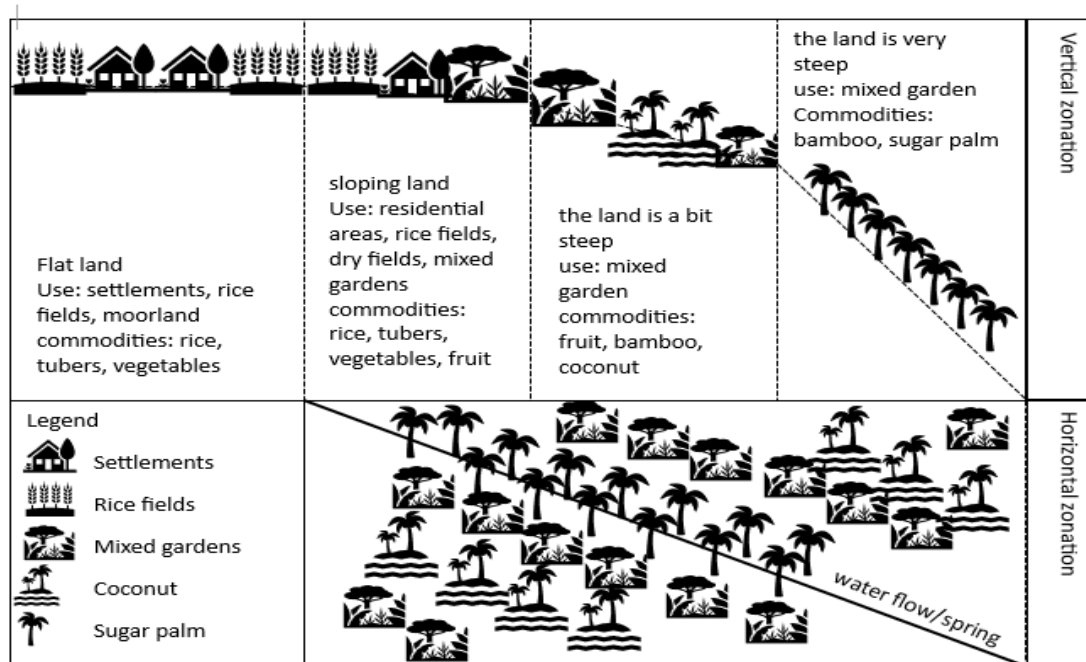 Flat land
Use: settlements, rice
fields, moorland
commodities: rice,
tubers, vegetables
sloping land
Use: residential
areas, rice fields,
dry fields, mixed
gardens
commodities:
rice, tubers,
vegetables, fruit
the land is a bit
steep
use: mixed
garden
commodities:
fruit, bamboo,
coconut
the land is very
steep
use: mixed garden
Commodities:
bamboo, sugar palm
Vertical zonation
Legend
Settlements
Rice fields
Mixed gardens
Coconut
Sugar palm
water flow/spring
Horizontal zonation